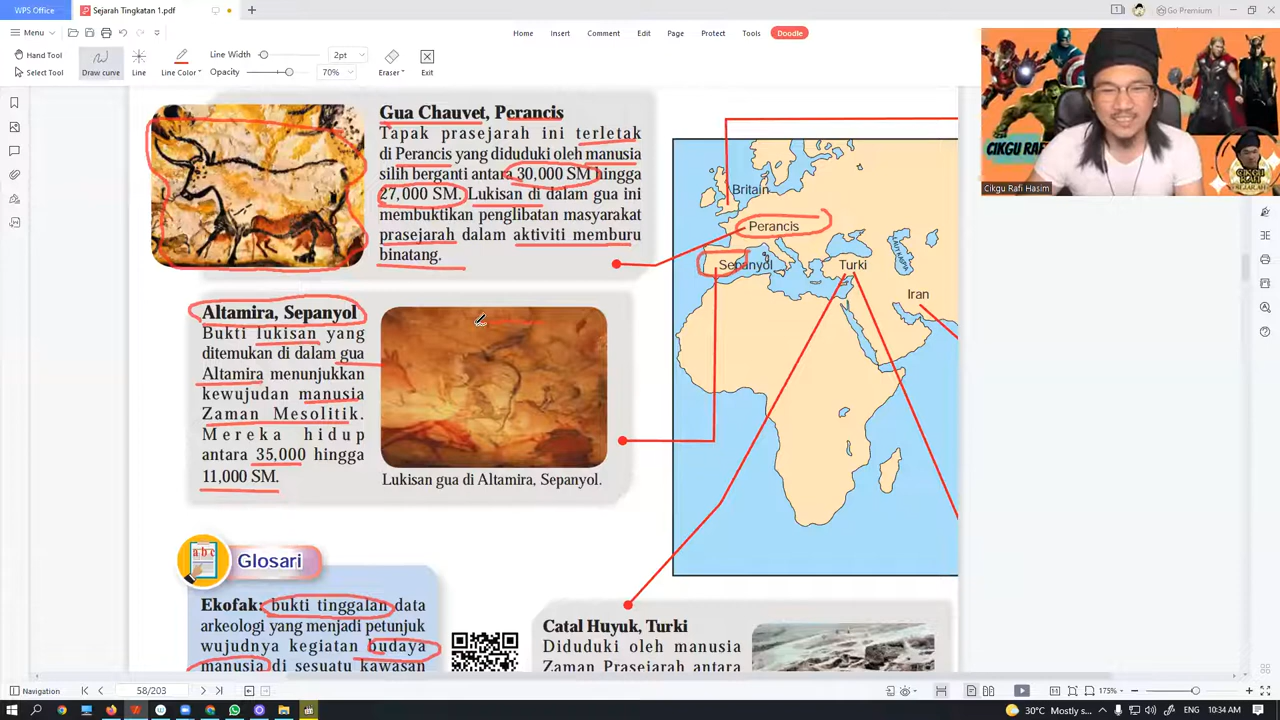 WPS Office
Sejarah Tingkatan 1.pdf
Go Premium
Menu
Home
Insert
Comment
Edit
Page
Protect
Tools
Doodle
Hand Tool
Select Tool
Draw curve
Line
Line Color
Line Width
2pt
Opacity
70%
Eraser
Exit
Gua Chauvet, Perancis
Tapak prasejarah ini terletak
di Perancis yang diduduki oleh manusia
silih berganti antara 30,000 SM hingga
27,000 SM. Lukisan di dalam gua ini
membuktikan penglibatan masyarakat
prasejarah dalam aktiviti memburu
binatang.
Altamira, Sepanyol
Bukti lukisan yang
ditemukan di dalam gua
Altamira menunjukkan
kewujudan manusia
Zaman Mesolitik.
Mereka hidup
antara 35,000 hingga
11,000 SM.
Lukisan gua di Altamira, Sepanyol.
Britain
Perancis
Sepanyol
Turki
Iran
a b c
Glosari
Ekofak: bukti tinggalan data
arkeologi yang menjadi petunjuk
wujudnya kegiatan budaya
manusia di sesuatu kawasan
Catal Huyuk, Turki
Diduduki oleh manusia
Zaman Prasejarah antara
CIKGU RAFI
Cikgu Rafi Hasim
Navigation
58/203
175%
30°C Mostly s...
ENG
10:34 AM